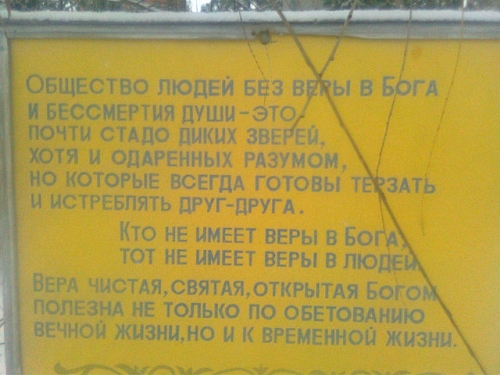 Общество людей без веры в Бога
и бессмертия души-это-
почти стадо диких зверей,
хотя и одаренных разумом,
но которые всегда готовы терзать
и истреблять друг-друга.
Кто не имеет веры в Бога,
тот не имеет веры в людей.
Вера чистая,святая,открытая Богом
полезна не только по обетованию
вечной жизни,но и к временной жизни.